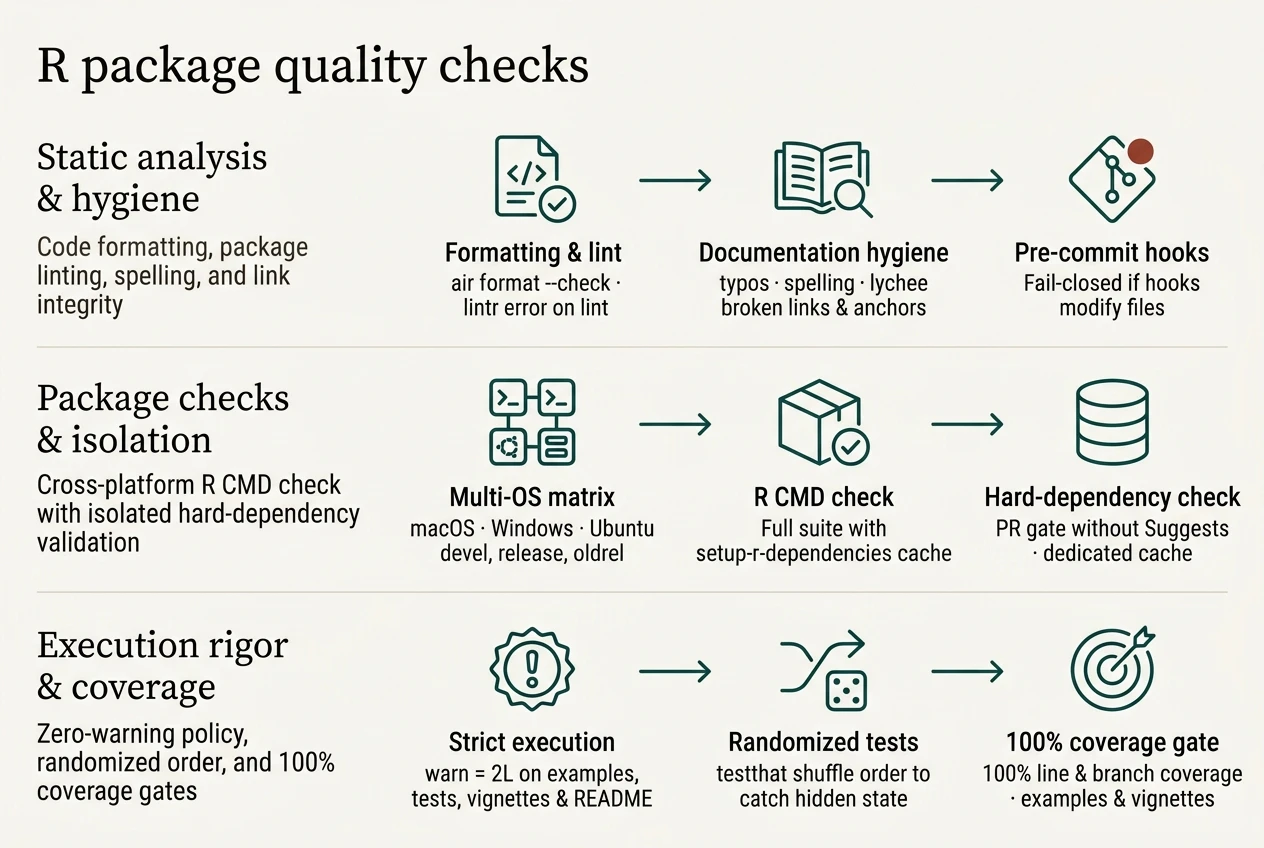 R package quality checks
Static analysis
& hygiene
Code formatting, package
linting, spelling, and link
integrity
Formatting & lint
air format --check ·
lintr error on lint
Documentation hygiene
typos · spelling · lychee
broken links & anchors
Pre-commit hooks
Fail-closed if hooks
modify files
Package checks
& isolation
Cross-platform R CMD check
with isolated hard-dependency
validation
Multi-OS matrix
macOS · Windows · Ubuntu
devel, release, oldrel
R CMD check
Full suite with
setup-r-dependencies cache
Hard-dependency check
PR gate without Suggests
· dedicated cache
Execution rigor
& coverage
Zero-warning policy,
randomized order, and 100%
coverage gates
Strict execution
warn = 2L on examples,
tests, vignettes & README
Randomized tests
testthat shuffle order to
catch hidden state
100% coverage gate
100% line & branch coverage
· examples & vignettes